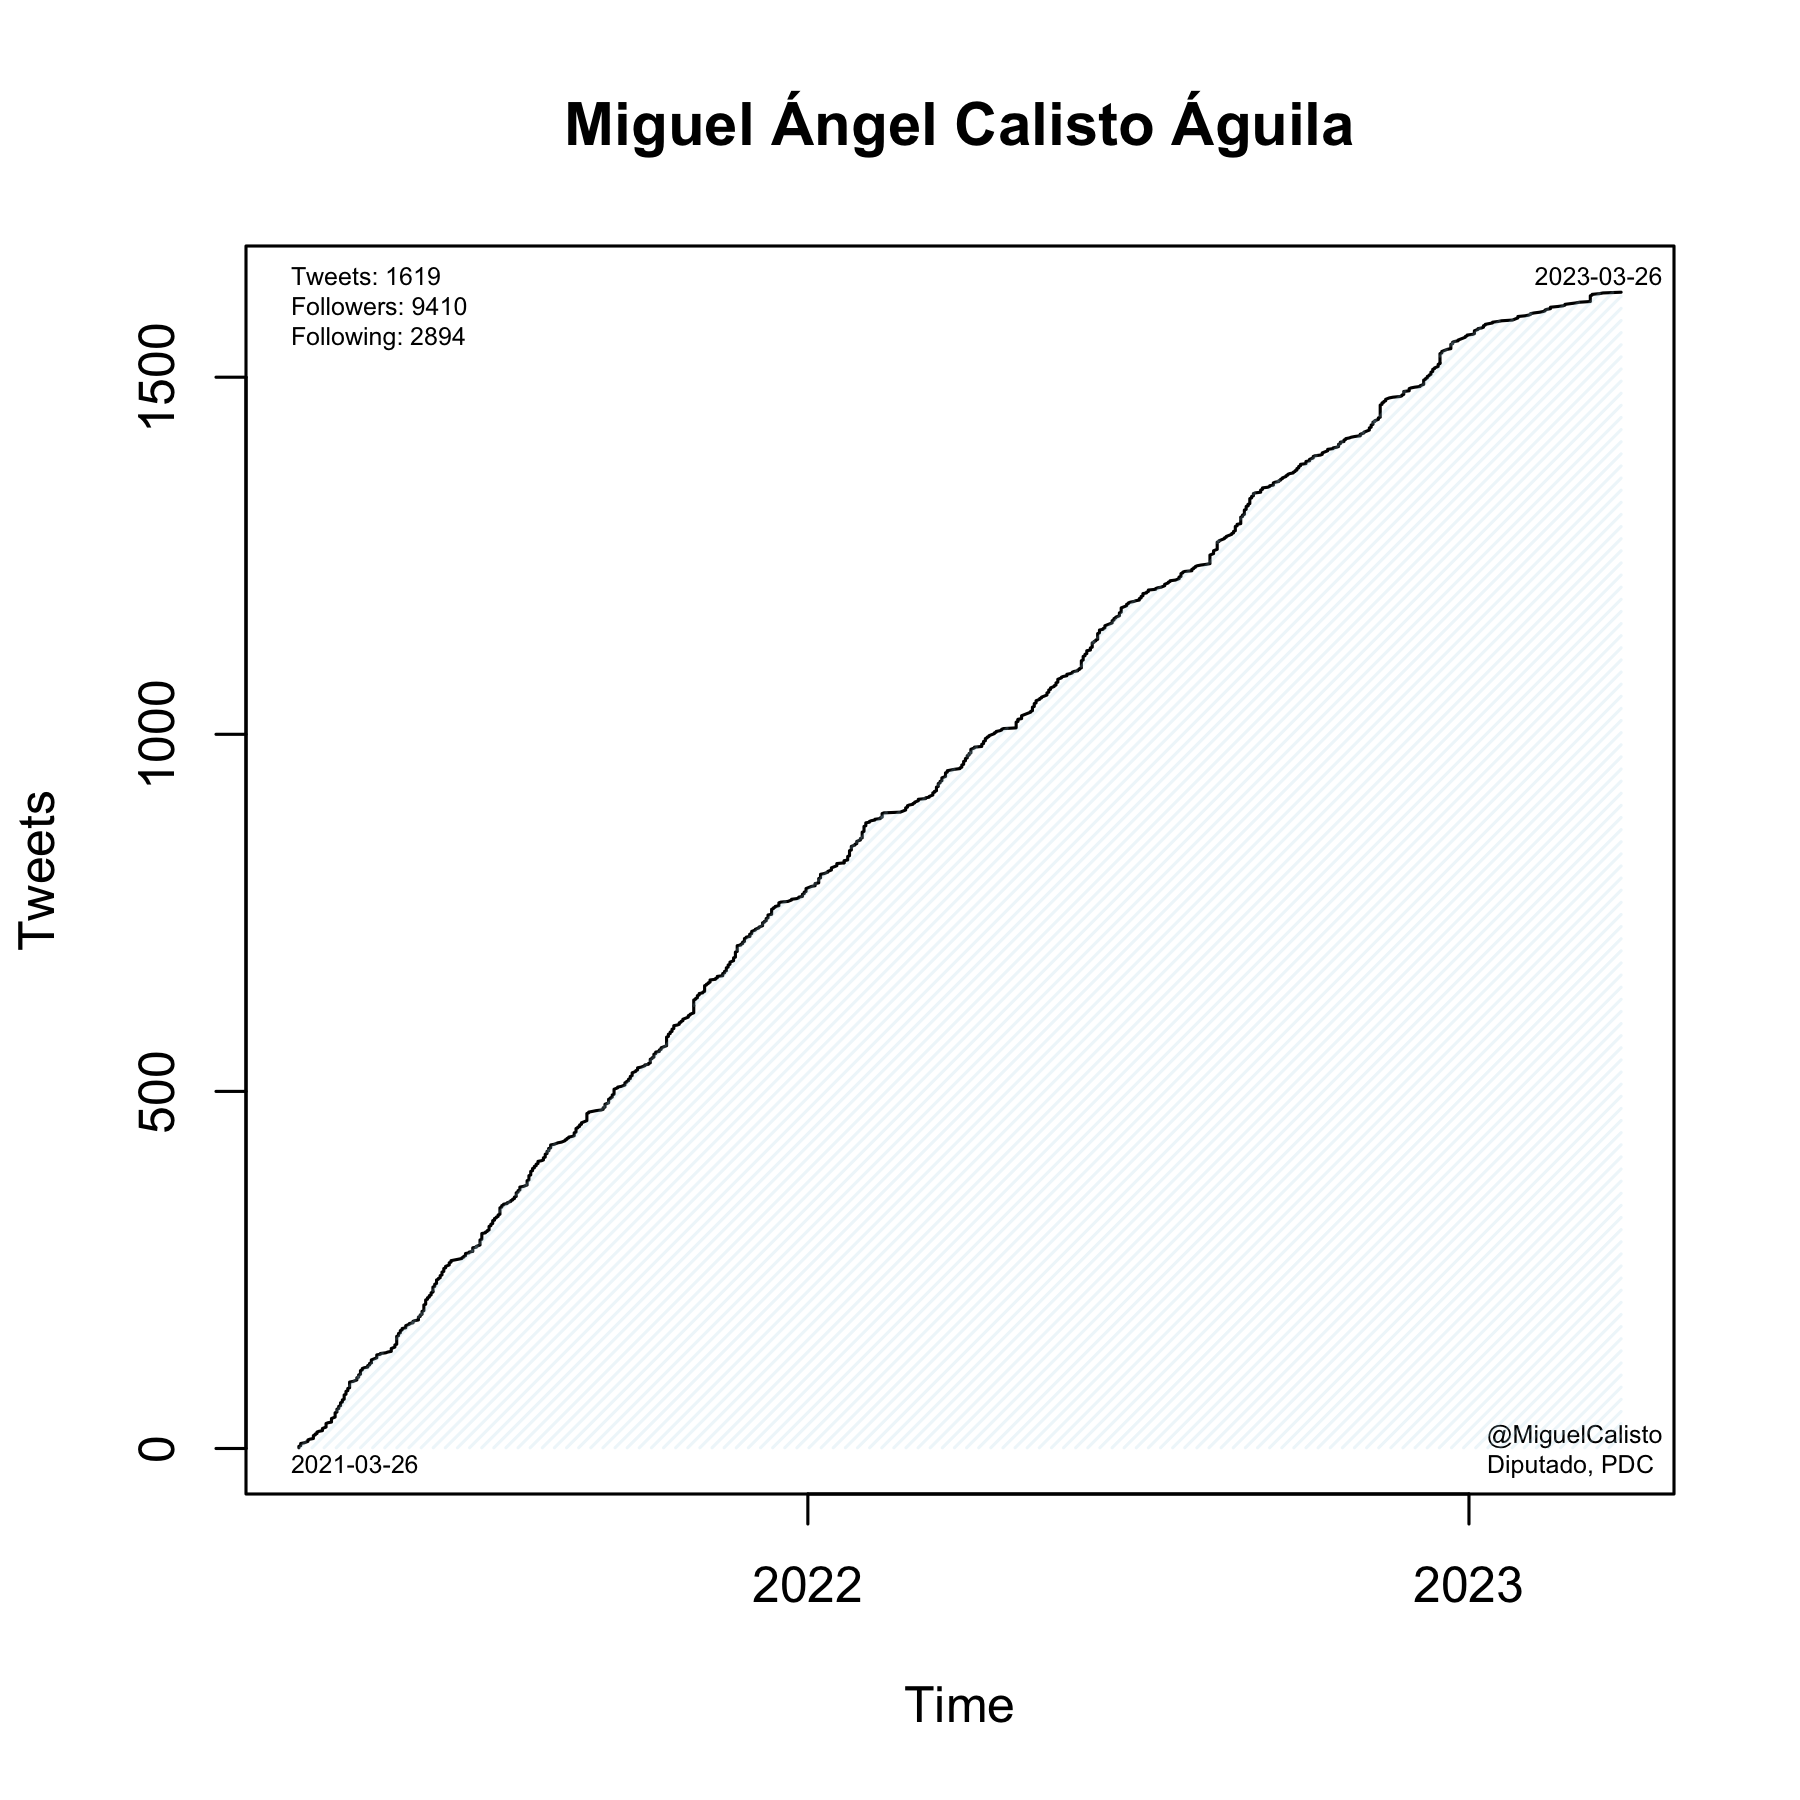 Miguel Ángel Calisto Águila
Tweets: 1619
Followers: 9410
Following: 2894
2023-03-26
1500
1000
500
0
Tweets
2021-03-26
@MiguelCalisto
Diputado, PDC
2022
2023
Time